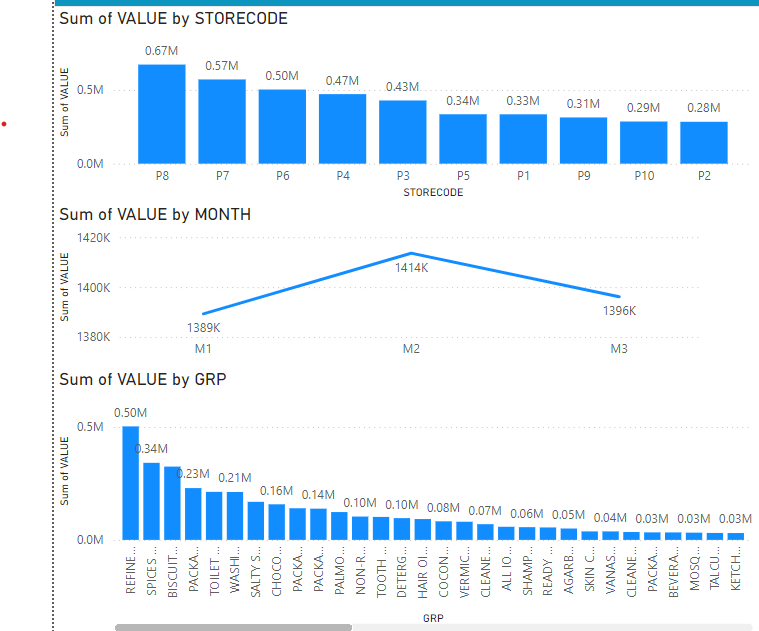 Sum of VALUE by STORECODE
Sum of VALUE
0.5M
0.0M
0.67M 0.57M 0.50M 0.47M 0.43M 0.34M 0.33M 0.31M 0.29M 0.28M
P8 P7 P6 P4 P3 P5 P1 P9 P10 P2
STORECODE
Sum of VALUE by MONTH
Sum of VALUE
1420K
1400K
1380K
1389K 1414K 1396K
M1 M2 M3
Sum of VALUE by GRP
Sum of VALUE
0.5M
0.0M
0.50M 0.34M 0.23M 0.21M 0.16M 0.14M 0.10M 0.10M 0.08M 0.07M 0.06M 0.05M 0.04M 0.03M 0.03M 0.03M
REFINE...
SPICES ...
BISCUIT...
PACKA...
TOILET ...
WASHI...
SALTY S...
CHOCO ...
PACKA...
PACKA...
PALMO ...
NON-R...
TOOTH ...
DETERG...
HAIR OI...
COCON...
VERMIC...
CLEANE...
ALL IO ...
SHAMP...
READY ...
AGARB...
SKIN C...
VANAS...
CLEANE...
PACKA...
BEVERA...
MOSQ...
TALCU...
KETCH...
GRP